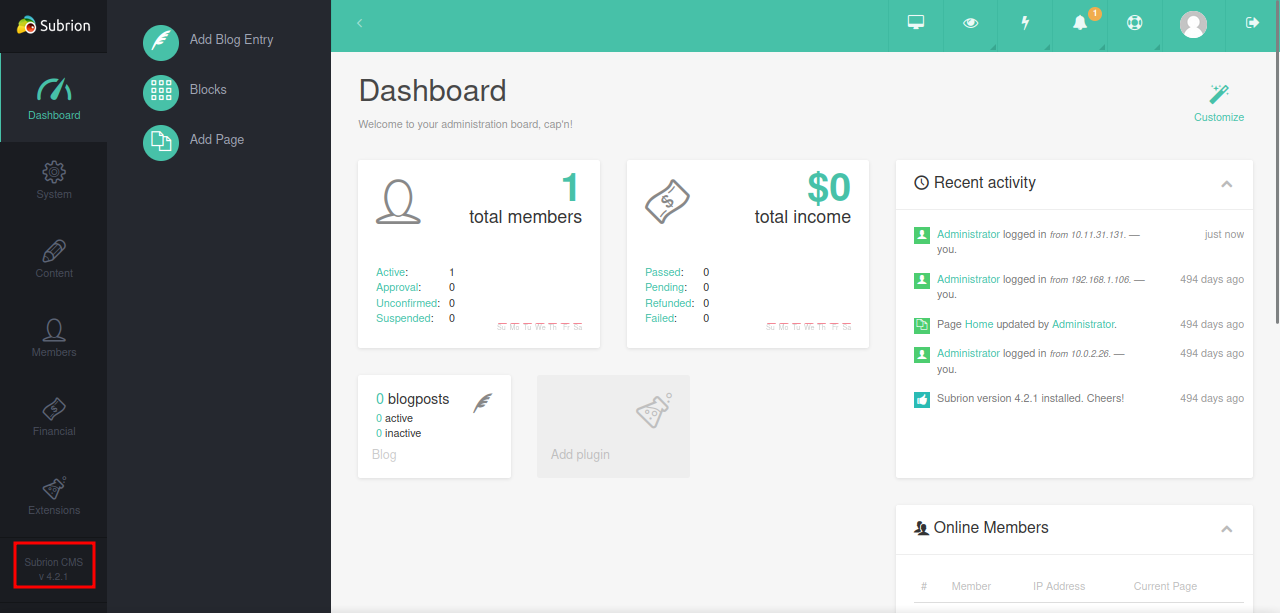 Subrion
Dashboard
System
Content
Members
Financial
Extensions
Subrion CMS
v 4.2.1
Add Blog Entry
Blocks
Add Page
1
Dashboard
Welcome to your administration board, cap'n!
Customize
1
total members
Active: 1
Approval: 0
Unconfirmed: 0
Suspended: 0
Su Mo Tu We Th Fr Sa
$
$0
total income
Passed: 0
Pending: 0
Refunded: 0
Failed: 0
Su Mo Tu We Th Fr Sa
0 blogposts
0 active
0 inactive
Blog
Add plugin
Recent activity
Administrator logged in from 10.11.31.131. — just now
you.
Administrator logged in from 192.168.1.106. — 494 days ago
you.
Page Home updated by Administrator. 494 days ago
Administrator logged in from 10.0.2.26. — 494 days ago
you.
Subrion version 4.2.1 installed. Cheers! 494 days ago
Online Members
# Member IP Address Current Page